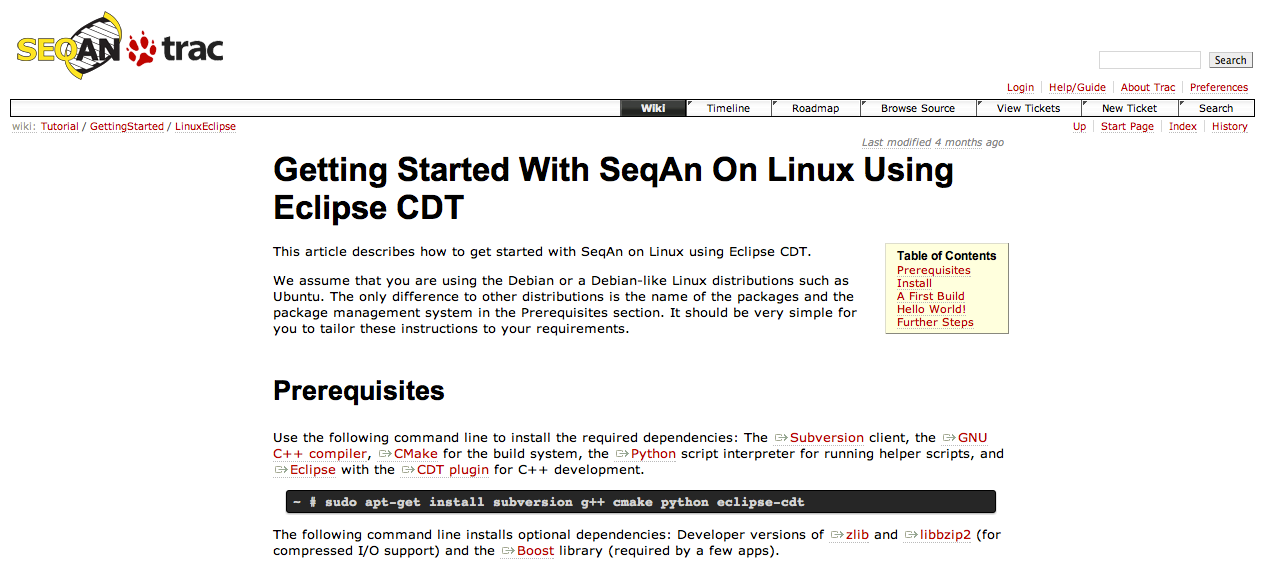 SEQAN trac
Search
Login Help/Guide About Trac Preferences
Wiki Timeline Roadmap Browse Source View Tickets New Ticket Search
wiki: Tutorial / GettingStarted / LinuxEclipse
Up Start Page Index History
Last modified 4 months ago
Getting Started With SeqAn On Linux Using
Eclipse CDT
This article describes how to get started with SeqAn on Linux using Eclipse CDT.
We assume that you are using the Debian or a Debian-like Linux distributions such as
Ubuntu. The only difference to other distributions is the name of the packages and the
package management system in the Prerequisites section. It should be very simple for
you to tailor these instructions to your requirements.
Table of Contents
Prerequisites
Install
A First Build
Hello World!
Further Steps
Prerequisites
Use the following command line to install the required dependencies: The Subversion client, the GNU
C++ compiler, CMake for the build system, the Python script interpreter for running helper scripts, and
Eclipse with the CDT plugin for C++ development.
~ # sudo apt-get install subversion g++ cmake python eclipse-cdt
The following command line installs optional dependencies: Developer versions of zlib and libbzip2 (for
compressed I/O support) and the Boost library (required by a few apps).